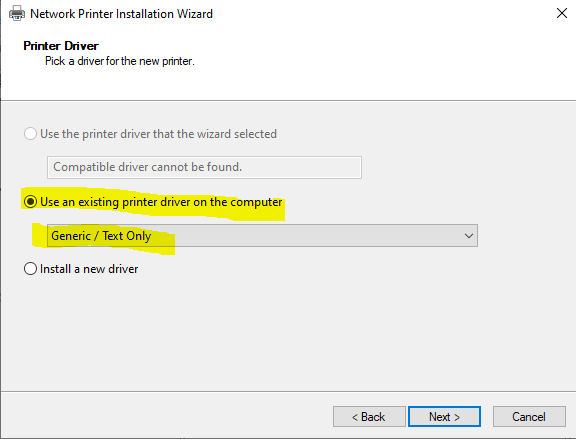 Network Printer Installation Wizard
Printer Driver
Pick a driver for the new printer.
Use the printer driver that the wizard selected
Compatible driver cannot be found.
Use an existing printer driver on the computer
Generic / Text Only
Install a new driver
< Back
Next >
Cancel